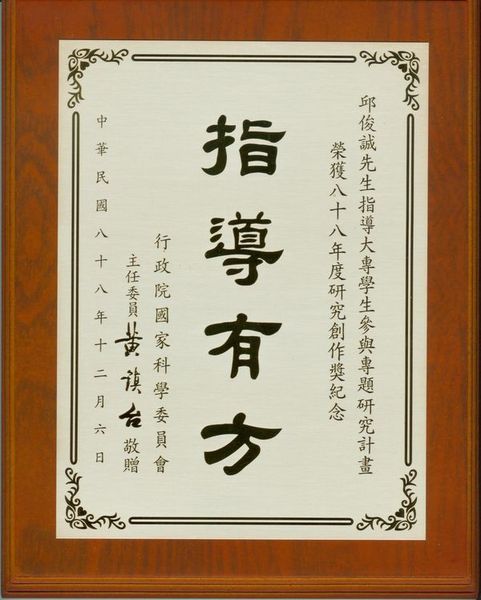 邱俊誠先生指導大專學生參與專題研究計畫
榮獲八十八年度研究創作獎紀念
指導有方
行政院國家科學委員會
主任委員 黃鎮台 敬贈
中華民國八十八年十二月六日